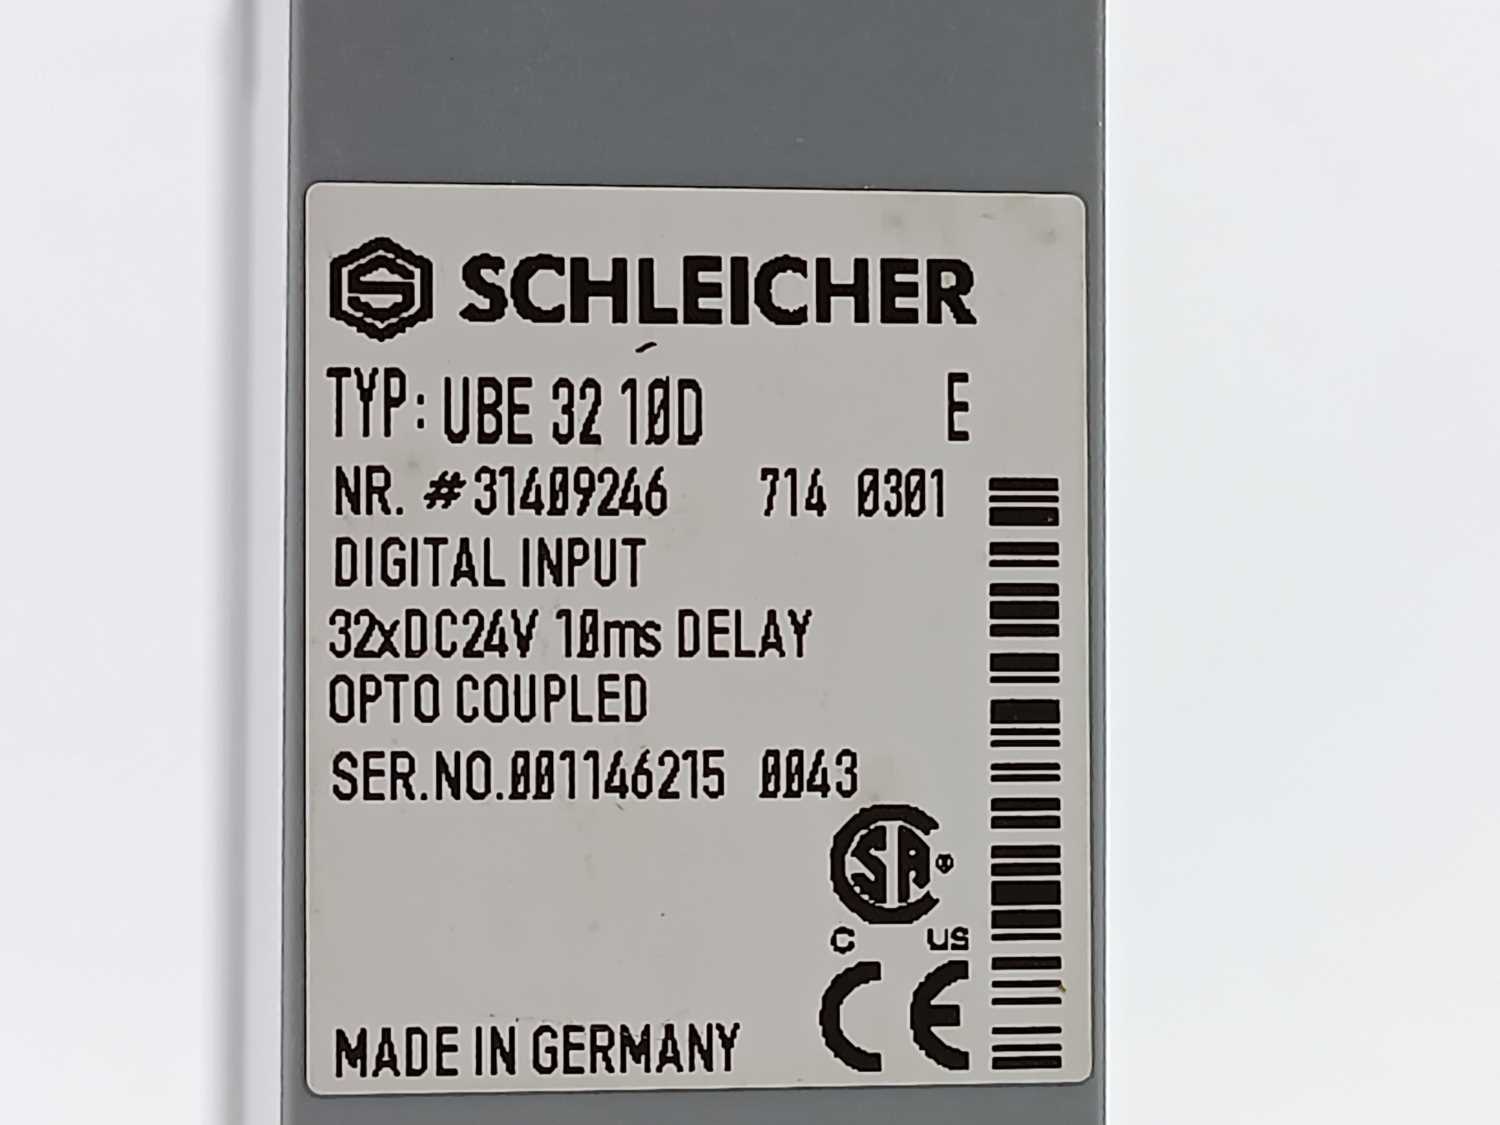 SCHLEICHER
TYP: UBE 32 10D E
NR. #31409246 714 0301
DIGITAL INPUT
32xDC24V 10ms DELAY
OPTO COUPLED
SER.NO.001146215 0043
SA
C US
CE
MADE IN GERMANY